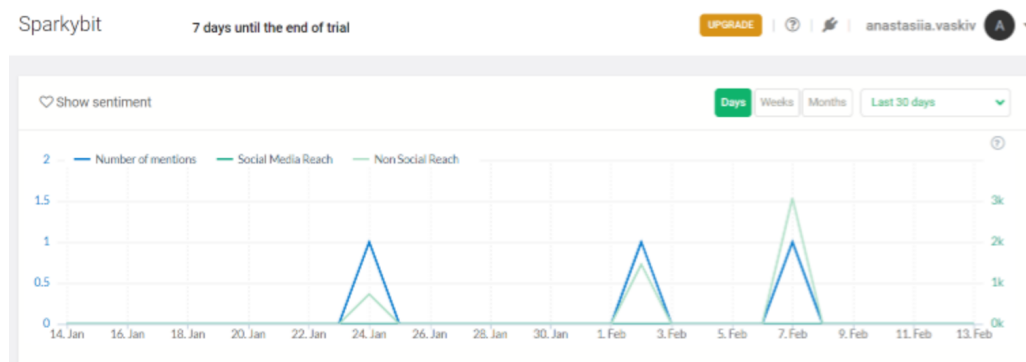 Sparkybit
7 days until the end of trial
UPGRADE
anastasiia.vaskiv
A
Show sentiment
Days Weeks Months
Last 30 days
Number of mentions Social Media Reach Non Social Reach
2
1.5
1
0.5
0
3k
2k
1k
0k
14. Jan 16. Jan 18. Jan 20. Jan 22. Jan 24. Jan 26. Jan 28. Jan 30. Jan 1. Feb 3. Feb 5. Feb 7. Feb 9. Feb 11. Feb 13. Feb